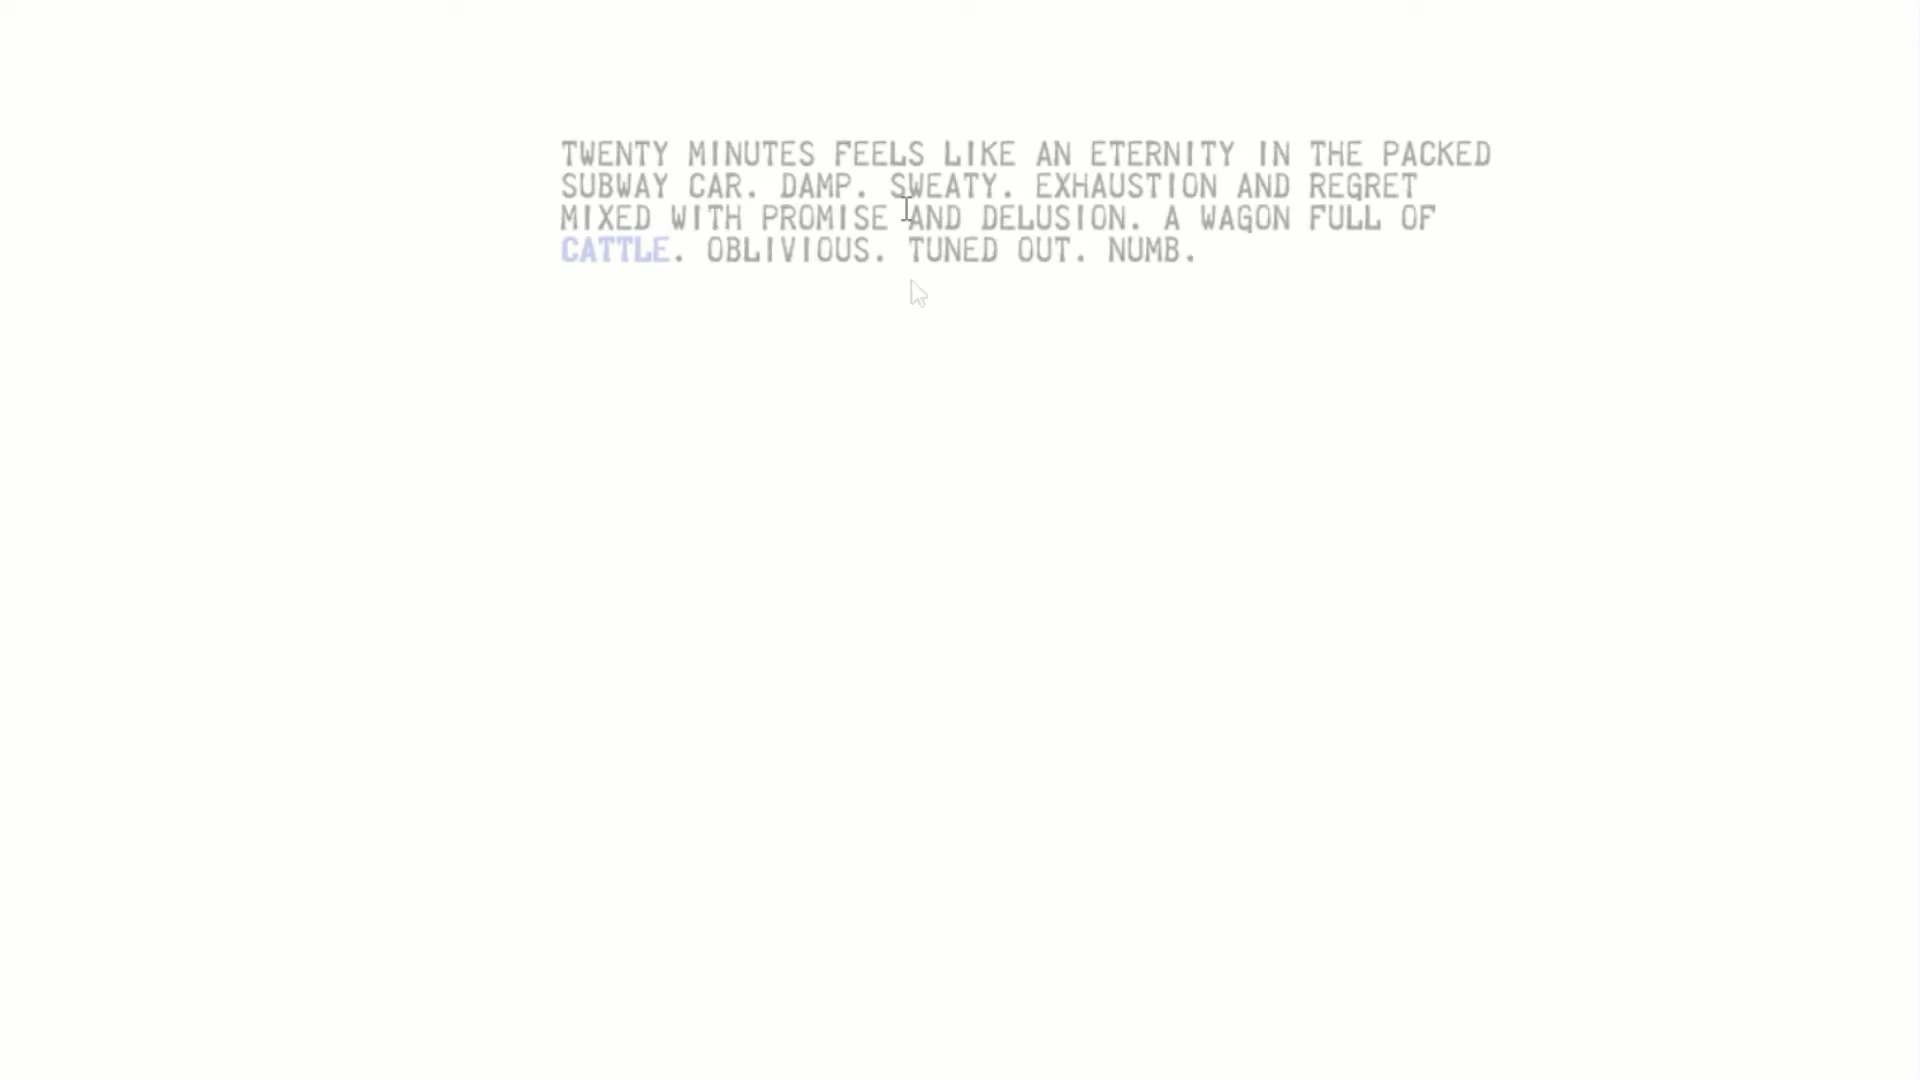 TWENTY MINUTES FEELS LIKE AN ETERNITY IN THE PACKED
SUBWAY CAR. DAMP. SWEATY. EXHAUSTION AND REGRET
MIXED WITH PROMISE AND DELUSION. A WAGON FULL OF
CATTLE. OBLIVIOUS. TUNED OUT. NUMB.